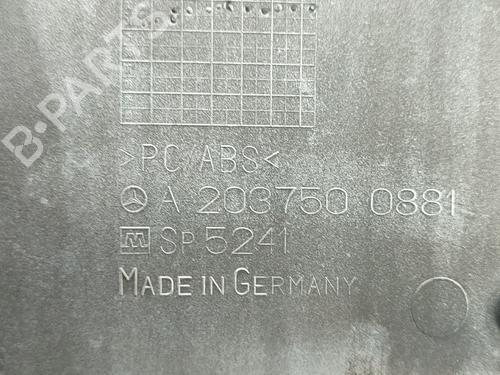 B-PARTS
>PC/ABS<
A 203750 0881
SP 5241
MADE IN GERMANY